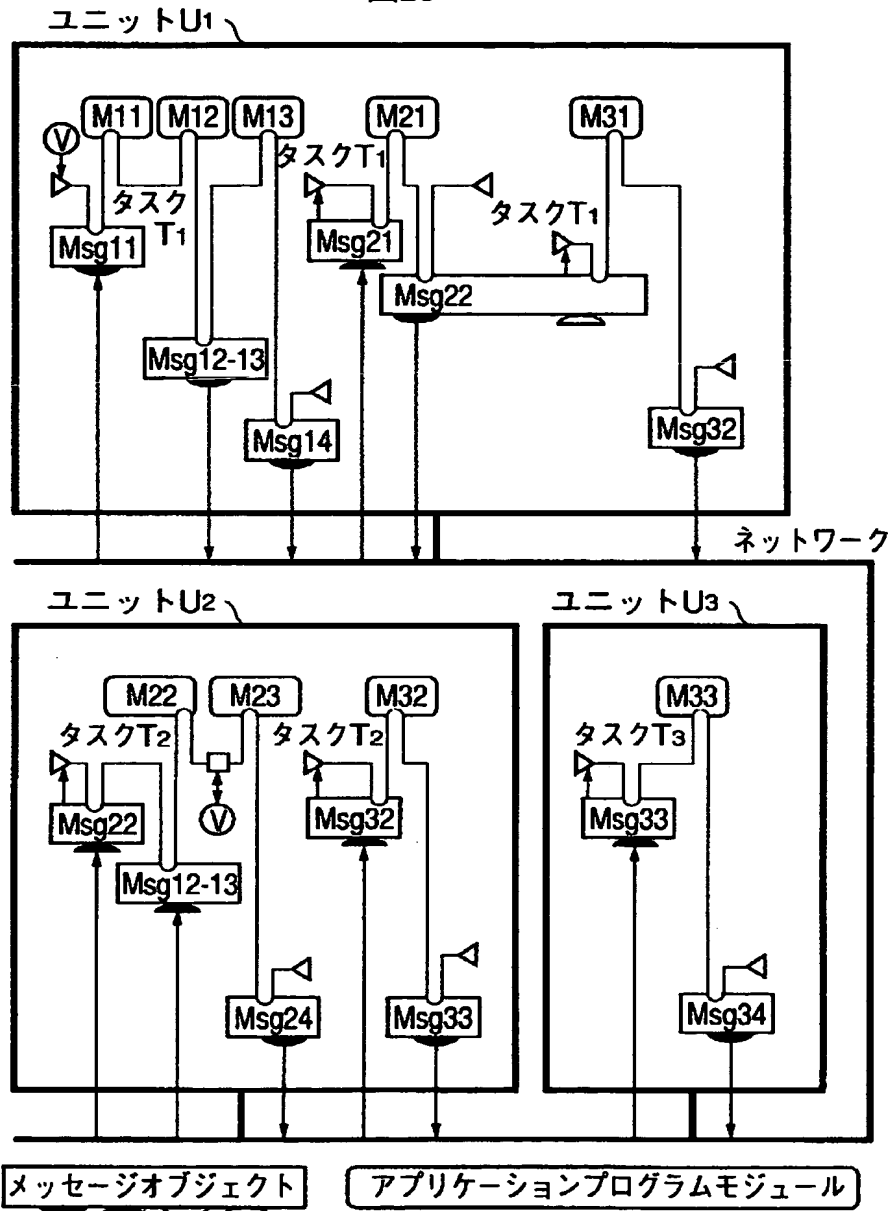 ユニットU1
M11 M12 M13 M21 M31
V
タスクT1
タスクT1
タスク
T1
Msg11 Msg21
Msg22
Msg12-13
Msg14 Msg32
ネットワーク
ユニットU2
M22 M23 M32
タスクT2 タスクT2
Msg22 V Msg32
Msg12-13
Msg24 Msg33
ユニットU3
M33
タスクT3
Msg33
Msg34
メッセージオブジェクト アプリケーションプログラムモジュール